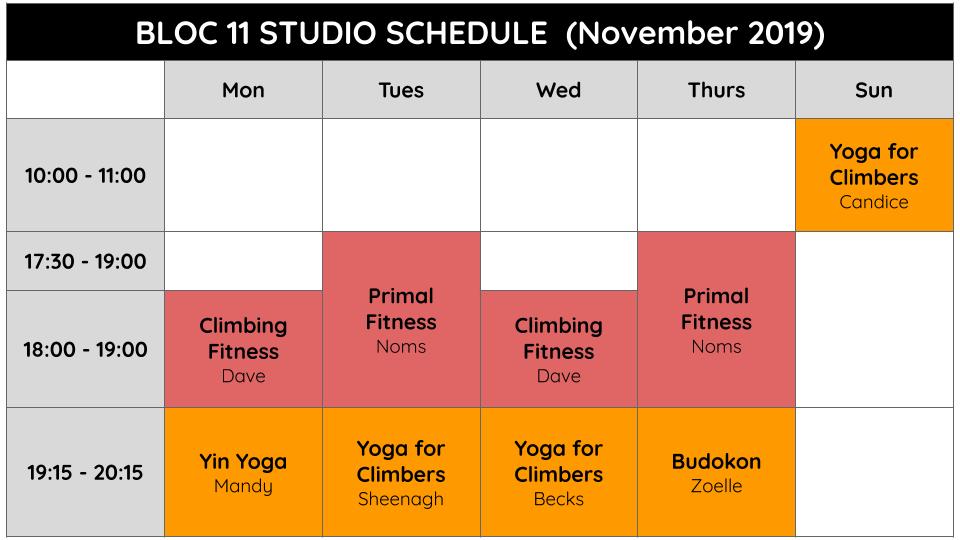 BLOC 11 STUDIO SCHEDULE (November 2019)
Mon
Tues
Wed
Thurs
Sun
10:00 - 11:00
Yoga for
Climbers
Candice
17:30 - 19:00
Primal
Fitness
Noms
Primal
Fitness
Noms
18:00 - 19:00
Climbing
Fitness
Dave
Climbing
Fitness
Dave
19:15 - 20:15
Yin Yoga
Mandy
Yoga for
Climbers
Sheenagh
Yoga for
Climbers
Becks
Budokon
Zoelle